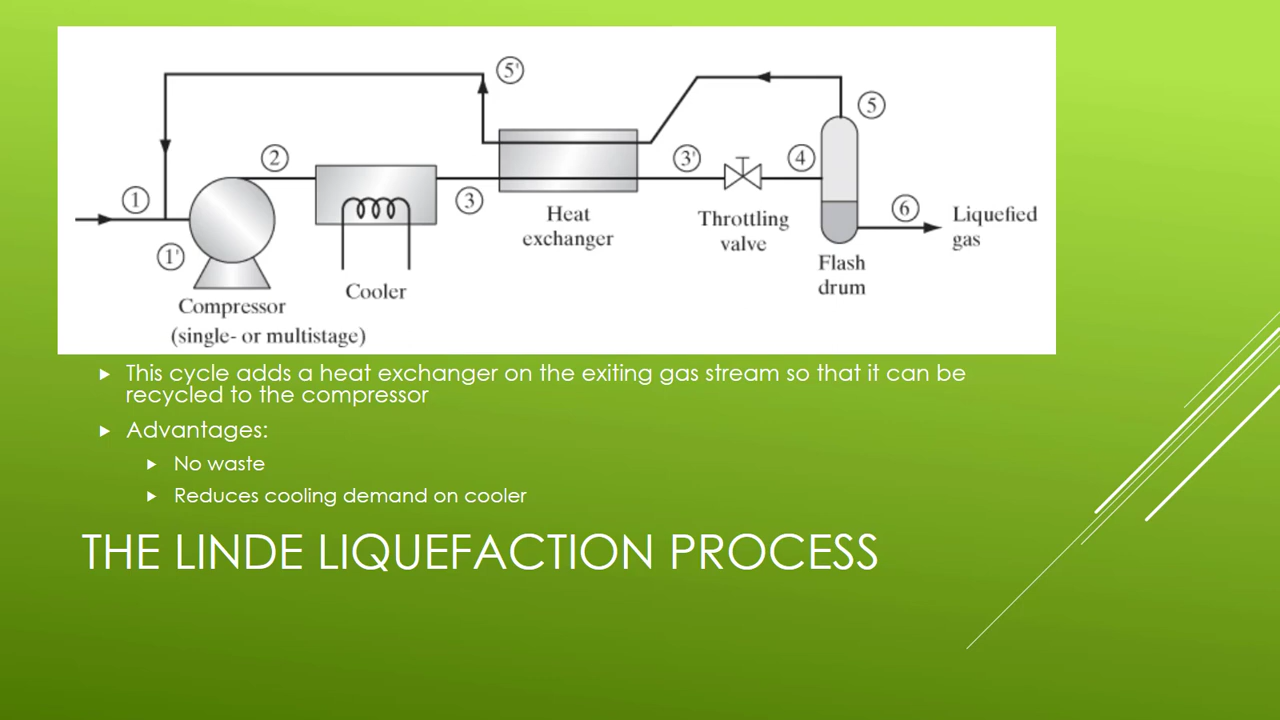 5'
5
2
3'
4
1
3
6
Liquefied
gas
Heat
exchanger
Throttling
valve
1'
Flash
drum
Cooler
Compressor
(single- or multistage)
This cycle adds a heat exchanger on the exiting gas stream so that it can be
recycled to the compressor
Advantages:
No waste
Reduces cooling demand on cooler
THE LINDE LIQUEFACTION PROCESS